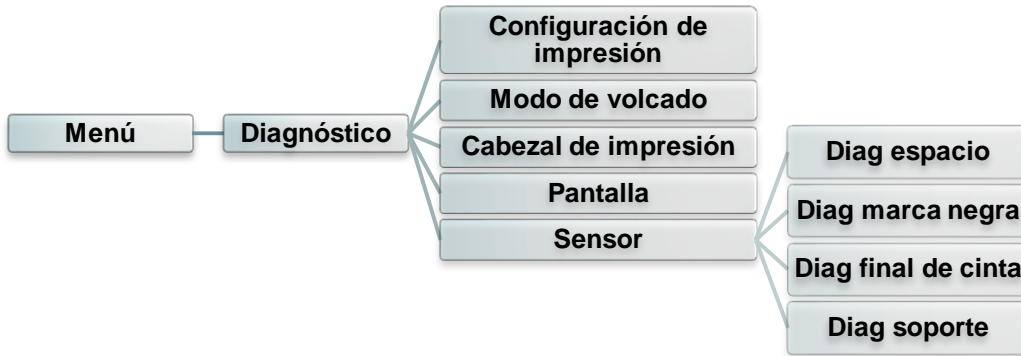 Menú
Diagnóstico
Configuración de
impresión
Modo de volcado
Cabezal de impresión
Pantalla
Sensor
Diag espacio
Diag marca negra
Diag final de cinta
Diag soporte